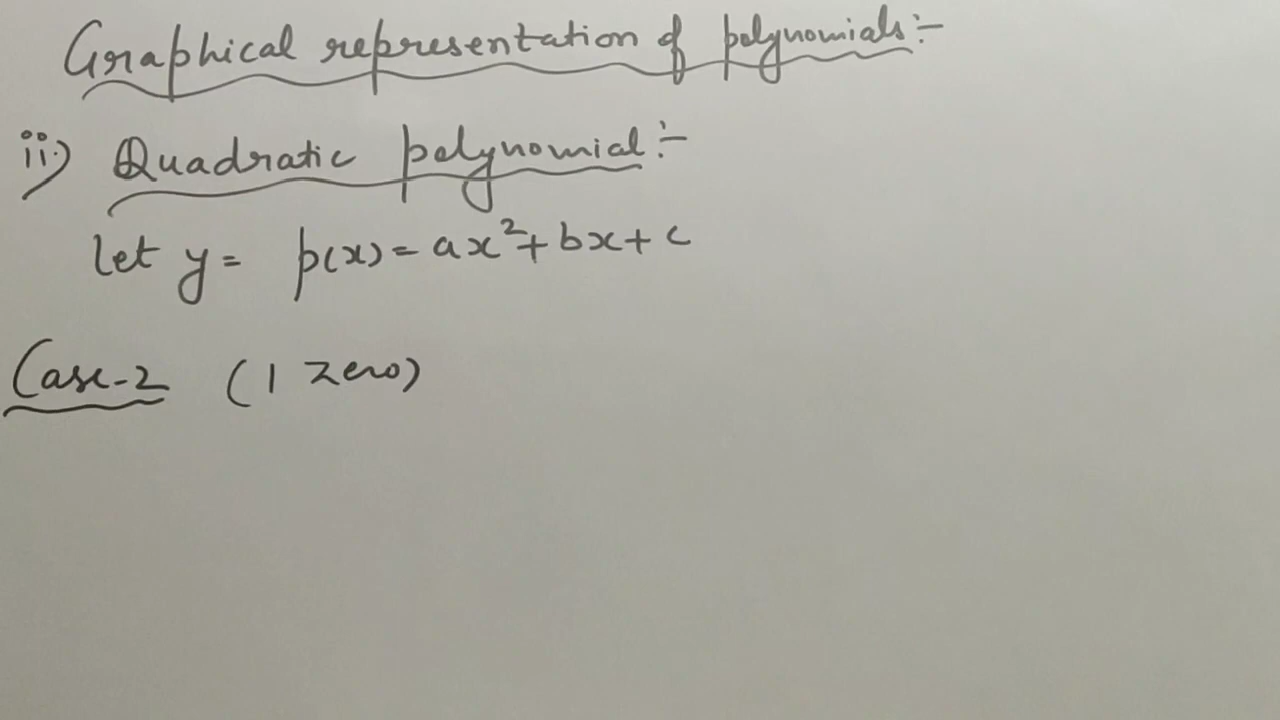 Graphical representation of polynomials:-
ii) Quadratic polynomial:-
let y = p(x) = ax²+bx+c
Case-2 (1 zero)